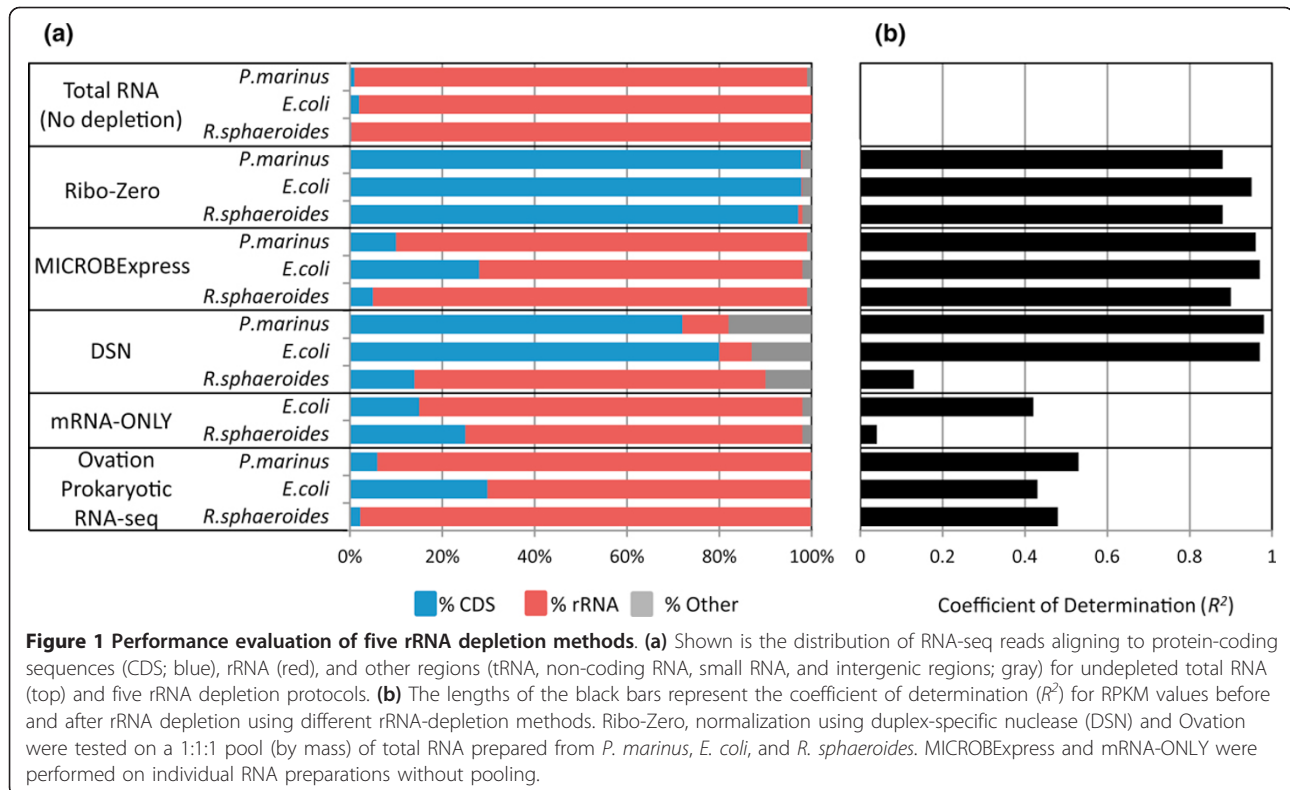 (a)
(b)
Total RNA
(No depletion)
P.marinus
E.coli
R.sphaeroides
Ribo-Zero
P.marinus
E.coli
R.sphaeroides
MICROBExpress
P.marinus
E.coli
R.sphaeroides
DSN
P.marinus
E.coli
R.sphaeroides
mRNA-ONLY
E.coli
R.sphaeroides
Ovation
Prokaryotic
RNA-seq
P.marinus
E.coli
R.sphaeroides
0% 20% 40% 60% 80% 100%
0 0.2 0.4 0.6 0.8 1
% CDS % rRNA % Other
Coefficient of Determination (R²)
Figure 1 Performance evaluation of five rRNA depletion methods. (a) Shown is the distribution of RNA-seq reads aligning to protein-coding
sequences (CDS; blue), rRNA (red), and other regions (tRNA, non-coding RNA, small RNA, and intergenic regions; gray) for undepleted total RNA
(top) and five rRNA depletion protocols. (b) The lengths of the black bars represent the coefficient of determination (R²) for RPKM values before
and after rRNA depletion using different rRNA-depletion methods. Ribo-Zero, normalization using duplex-specific nuclease (DSN) and Ovation
were tested on a 1:1:1 pool (by mass) of total RNA prepared from P. marinus, E. coli, and R. sphaeroides. MICROBExpress and mRNA-ONLY were
performed on individual RNA preparations without pooling.